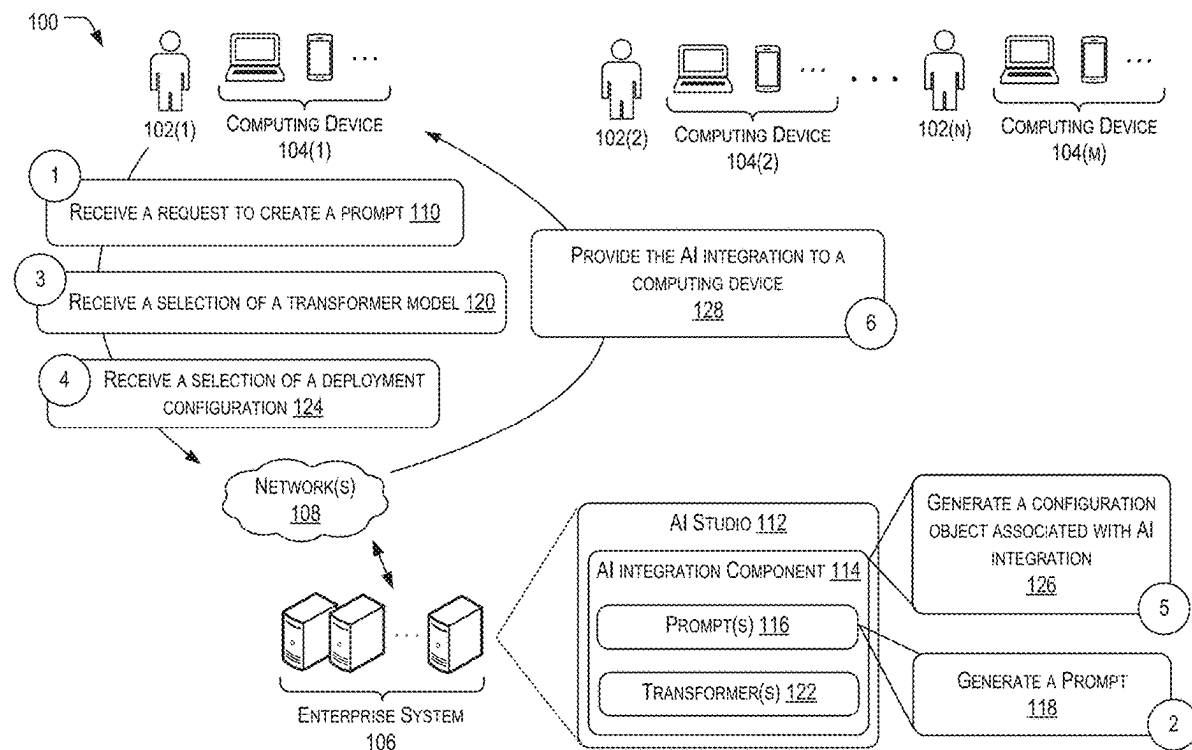 100
102(1)
COMPUTING DEVICE
104(1)
...
102(2)
COMPUTING DEVICE
104(2)
...
...
102(N)
COMPUTING DEVICE
104(M)
...
1
RECEIVE A REQUEST TO CREATE A PROMPT 110
3
RECEIVE A SELECTION OF A TRANSFORMER MODEL 120
4
RECEIVE A SELECTION OF A DEPLOYMENT
CONFIGURATION 124
PROVIDE THE AI INTEGRATION TO A
COMPUTING DEVICE
128
6
NETWORK(S)
108
...
ENTERPRISE SYSTEM
106
AI STUDIO 112
AI INTEGRATION COMPONENT 114
PROMPT(S) 116
TRANSFORMER(S) 122
GENERATE A CONFIGURATION
OBJECT ASSOCIATED WITH AI
INTEGRATION
126
5
GENERATE A PROMPT
118
2